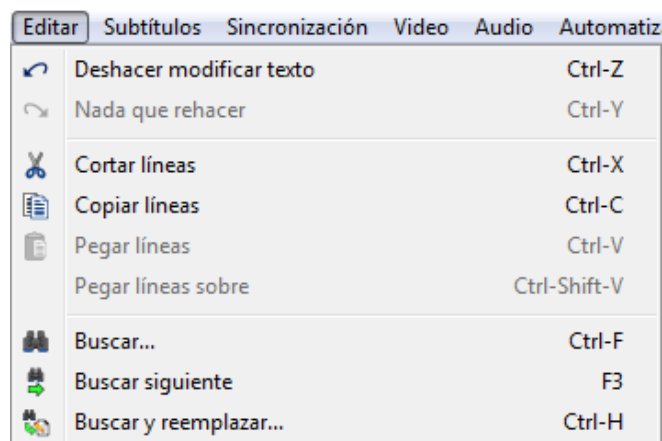 Editar Subtítulos Sincronización Video Audio Automatiz
Deshacer modificar texto Ctrl-Z
Nada que rehacer Ctrl-Y
Cortar líneas Ctrl-X
Copiar líneas Ctrl-C
Pegar líneas Ctrl-V
Pegar líneas sobre Ctrl-Shift-V
Buscar... Ctrl-F
Buscar siguiente F3
Buscar y reemplazar... Ctrl-H